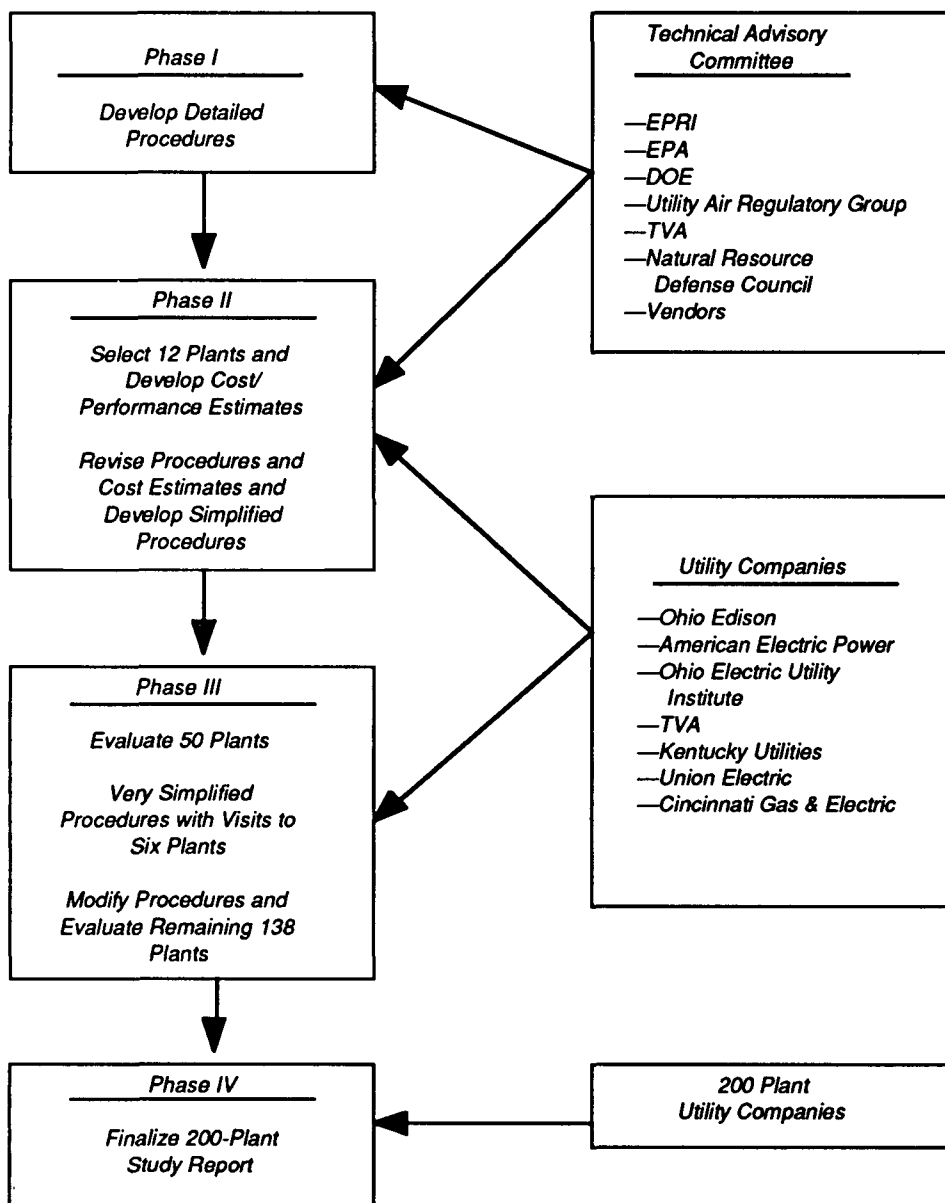 Phase I
Develop Detailed
Procedures
Technical Advisory
Committee
—EPRI
—EPA
—DOE
—Utility Air Regulatory Group
—TVA
—Natural Resource
Defense Council
—Vendors
Phase II
Select 12 Plants and
Develop Cost/
Performance Estimates
Revise Procedures and
Cost Estimates and
Develop Simplified
Procedures
Utility Companies
—Ohio Edison
—American Electric Power
—Ohio Electric Utility
Institute
—TVA
—Kentucky Utilities
—Union Electric
—Cincinnati Gas & Electric
Phase III
Evaluate 50 Plants
Very Simplified
Procedures with Visits to
Six Plants
Modify Procedures and
Evaluate Remaining 138
Plants
Phase IV
Finalize 200-Plant
Study Report
200 Plant
Utility Companies